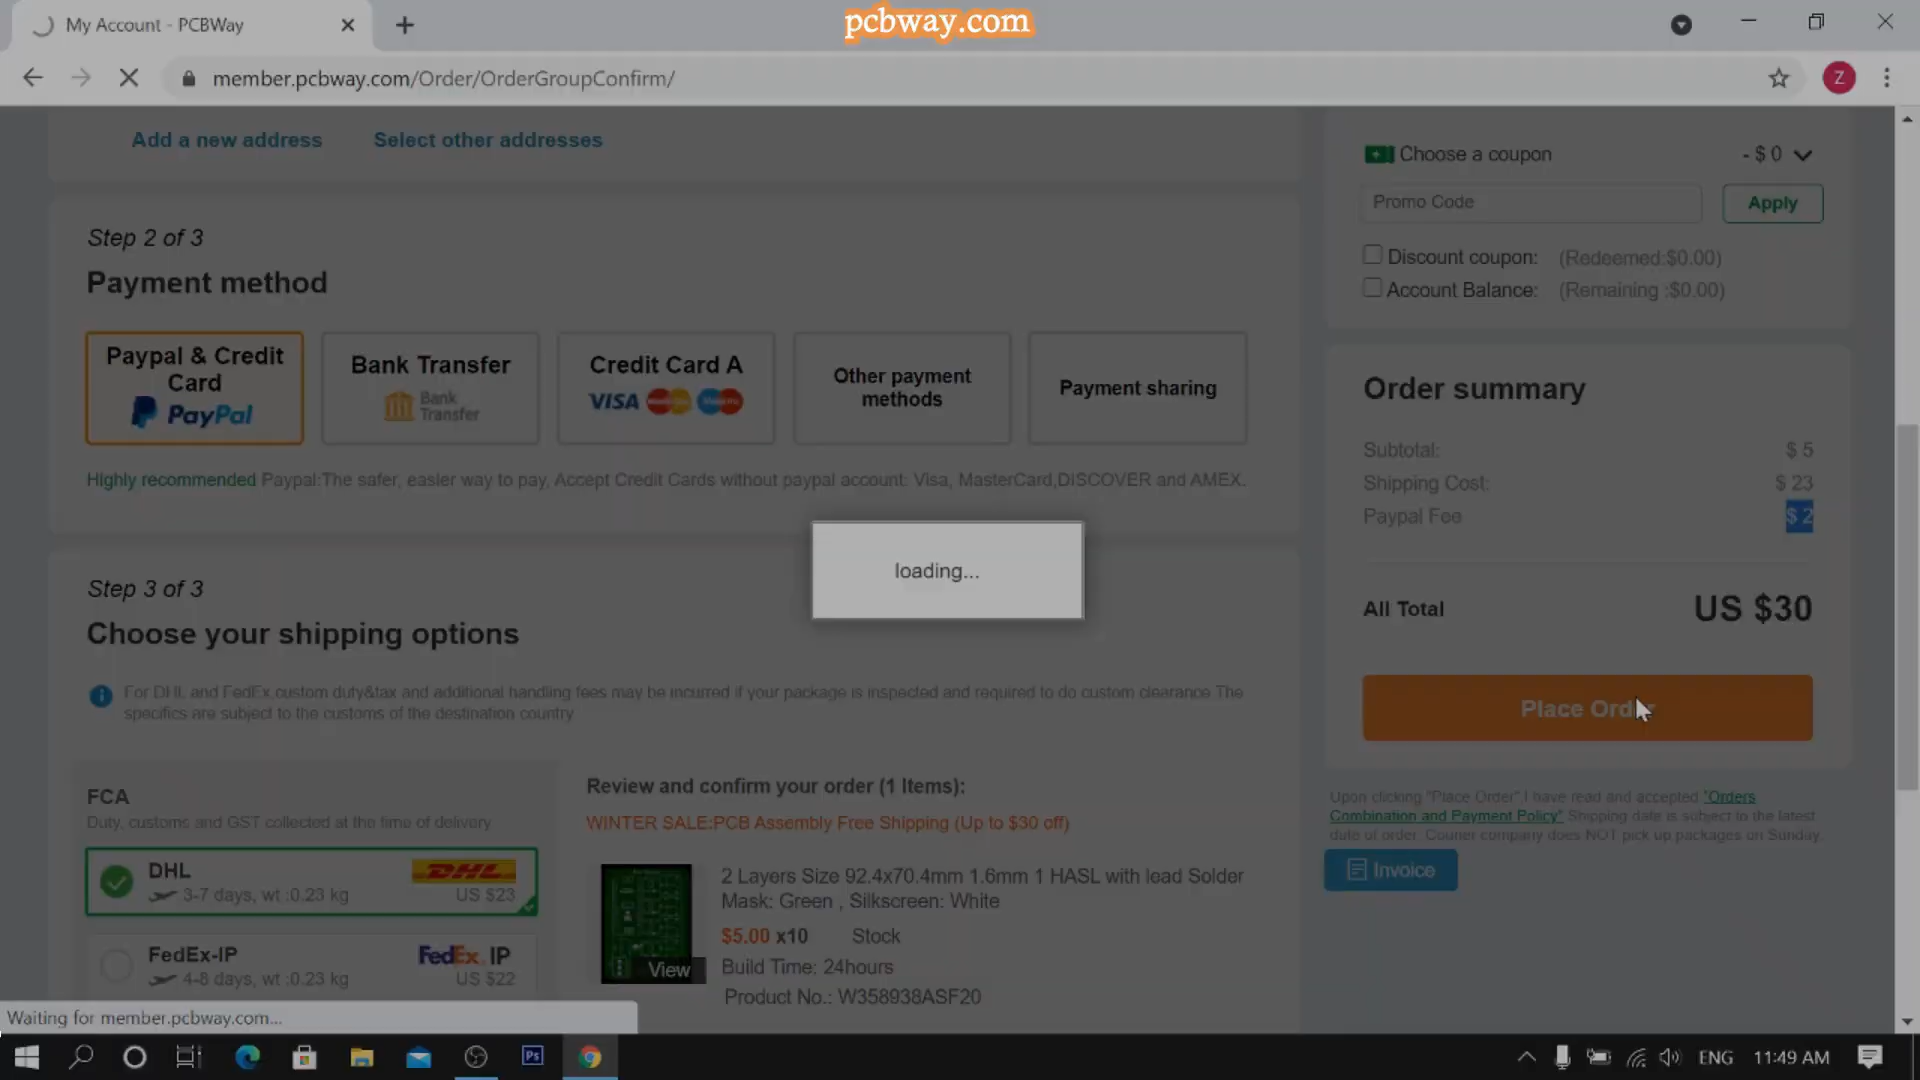 My Account - PCBWay
pcbway.com
member.pcbway.com/Order/OrderGroupConfirm/
Z
Add a new address
Select other addresses
Step 2 of 3
Payment method
Paypal & Credit
Card
PayPal
Bank Transfer
Bank
Transfer
Credit Card A
VISA
Other payment
methods
Payment sharing
Highly recommended Paypal:The safer, easier way to pay, Accept Credit Cards without paypal account: Visa, MasterCard,DISCOVER and AMEX.
loading...
Step 3 of 3
Choose your shipping options
For DHL and FedEx,custom duty&tax and additional handling fees may be incurred if your package is inspected and required to do custom clearance.The
specifics are subject to the customs of the destination country
FCA
Duty, customs and GST collected at the time of delivery
DHL
DHL
3-7 days, wt :0.23 kg
US $23
FedEx-IP
FedEx IP
4-8 days, wt :0.23 kg
US $22
Review and confirm your order (1 Items):
WINTER SALE:PCB Assembly Free Shipping (Up to $30 off)
View
2 Layers Size 92.4x70.4mm 1.6mm 1 HASL with lead Solder
Mask: Green , Silkscreen: White
$5.00 x10 Stock
Build Time: 24hours
Product No.: W358938ASF20
Choose a coupon
- $ 0
Promo Code
Apply
Discount coupon: (Redeemed:$0.00)
Account Balance: (Remaining :$0.00)
Order summary
Subtotal: $ 5
Shipping Cost: $ 23
Paypal Fee $ 2
All Total US $30
Place Order
Upon clicking "Place Order",I have read and accepted "Orders
Combination and Payment Policy" Shipping date is subject to the latest
date of order. Courier company does NOT pick up packages on Sunday.
Invoice
Waiting for member.pcbway.com...
Ps
ENG
11:49 AM